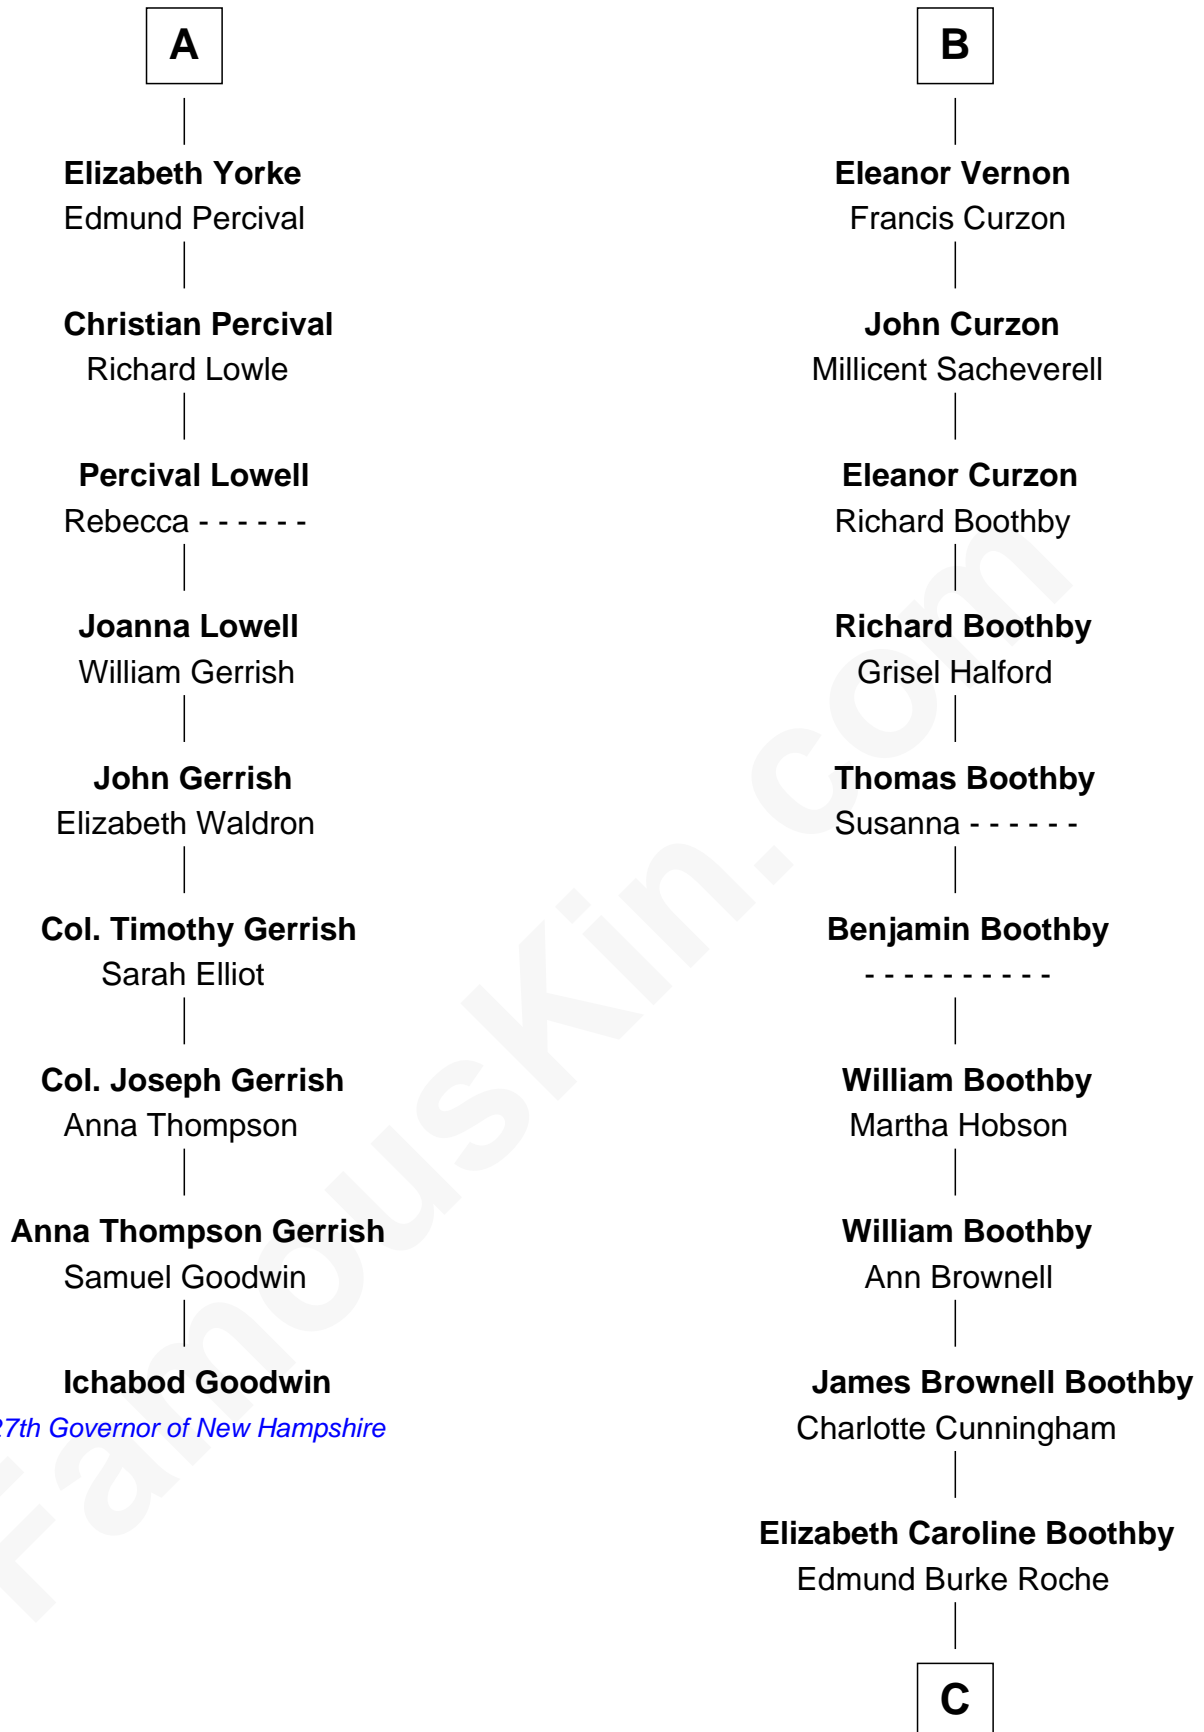 A
Elizabeth Yorke
Edmund Percival
Christian Percival
Richard Lowle
Percival Lowell
Rebecca - - - - - -
Joanna Lowell
William Gerrish
John Gerrish
Elizabeth Waldron
Col. Timothy Gerrish
Sarah Elliot
Col. Joseph Gerrish
Anna Thompson
Anna Thompson Gerrish
Samuel Goodwin
Ichabod Goodwin
27th Governor of New Hampshire
B
Eleanor Vernon
Francis Curzon
John Curzon
Millicent Sacheverell
Eleanor Curzon
Richard Boothby
Richard Boothby
Grisel Halford
Thomas Boothby
Susanna - - - - - -
Benjamin Boothby
- - - - - - - - - -
William Boothby
Martha Hobson
William Boothby
Ann Brownell
James Brownell Boothby
Charlotte Cunningham
Elizabeth Caroline Boothby
Edmund Burke Roche
C
FamousKin.com